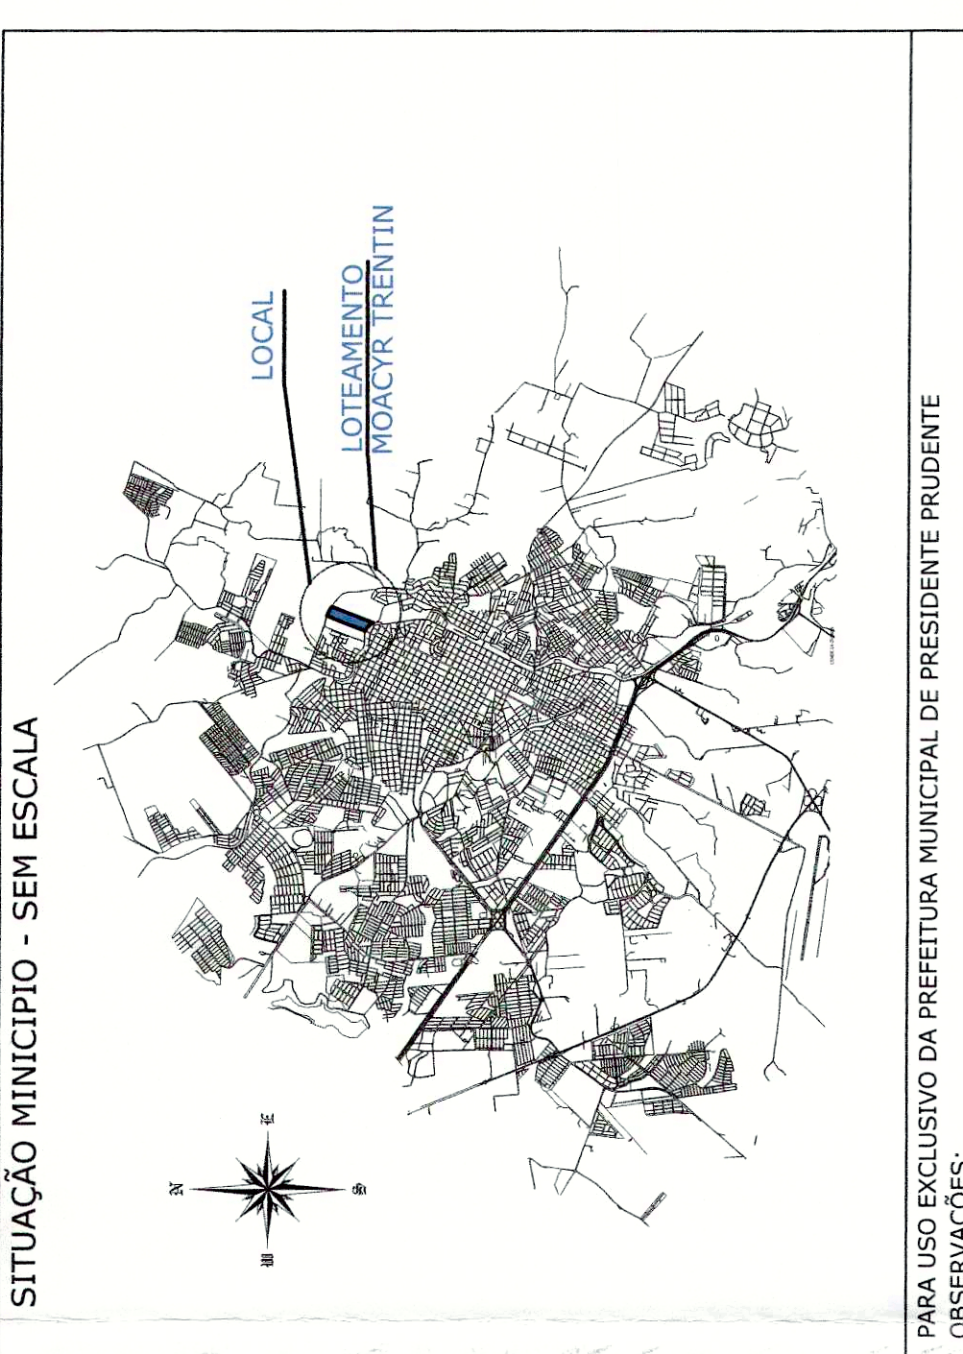 SITUAÇÃO MINICIPIO - SEM ESCALA
LOCAL
LOTEAMENTO
MOACYR TRENTIN
N
E
S
W
PARA USO EXCLUSIVO DA PREFEITURA MUNICIPAL DE PRESIDENTE PRUDENTE
OBSERVAÇÕES: